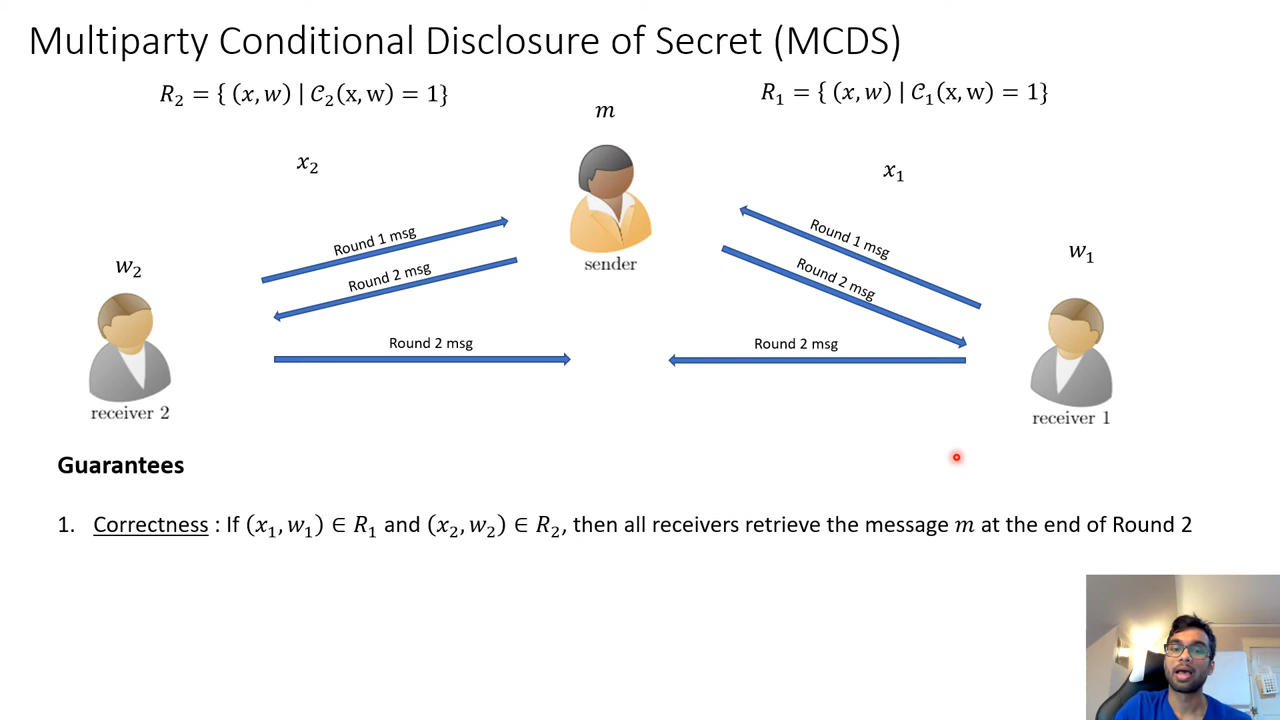 Multiparty Conditional Disclosure of Secret (MCDS)
R₂ = { (x, w) | C₂(x, w) = 1}
R₁ = { (x, w) | C₁(x, w) = 1}
m
x₂
x₁
Round 1 msg
Round 1 msg
w₂
sender
w₁
Round 2 msg
Round 2 msg
Round 2 msg
Round 2 msg
receiver 2
receiver 1
Guarantees
1. Correctness : If (x₁, w₁) ∈ R₁ and (x₂, w₂) ∈ R₂, then all receivers retrieve the message m at the end of Round 2